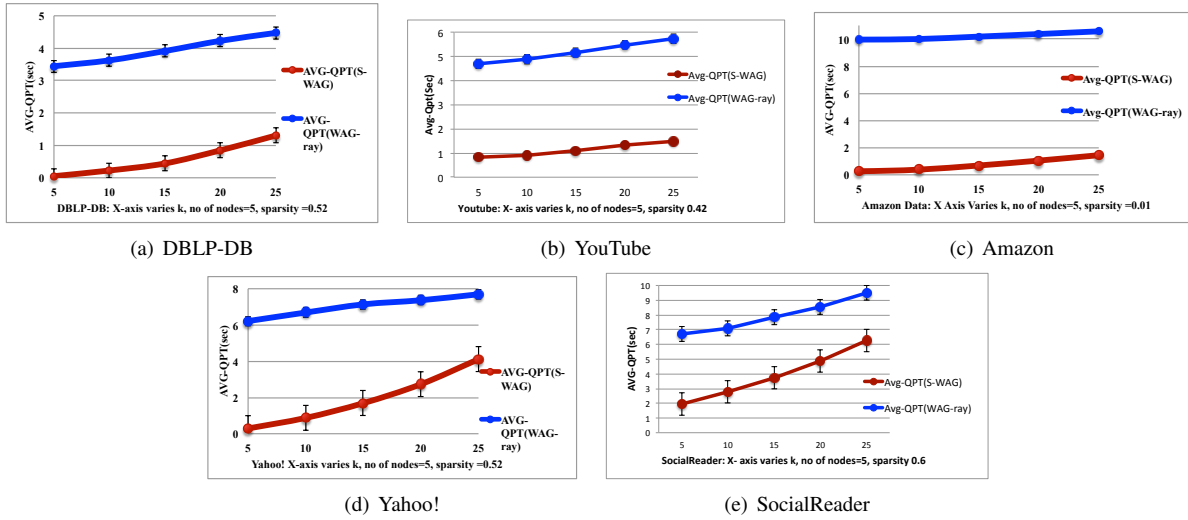 5
4
3
2
1
0
AVG-QPT(sec)
AVG-QPT(S-
WAG)
AVG-
QPT(WAG-
ray)
5 10 15 20 25
DBLP-DB: X-axis varies k, no of nodes=5, sparsity =0.52
(a) DBLP-DB
6
5
4
3
2
1
0
Avg-Qpt(Sec)
Avg-QPT(S-WAG)
Avg-QPT(WAG-ray)
5 10 15 20 25
Youtube: X- axis varies k, no of nodes=5, sparsity 0.42
(b) YouTube
10
8
6
4
2
0
AVG-QPT(sec)
Avg-QPT(S-WAG)
Avg-QPT(WAG-ray)
5 10 15 20 25
Amazon Data: X Axis Varies k, no of nodes=5, sparsity =0.01
(c) Amazon
8
6
4
2
0
AVG-QPT(sec)
AVG-QPT(S-
WAG)
AVG-
QPT(WAG-
ray)
5 10 15 20 25
Yahoo! X-axis varies k, no of nodes=5, sparsity =0.52
(d) Yahoo!
10
9
8
7
6
5
4
3
2
1
0
AVG-QPT(sec)
Avg-QPT(S-WAG)
Avg-QPT(WAG-ray)
5 10 15 20 25
SocialReader: X- axis varies k, no of nodes=5, sparsity 0.6
(e) SocialReader